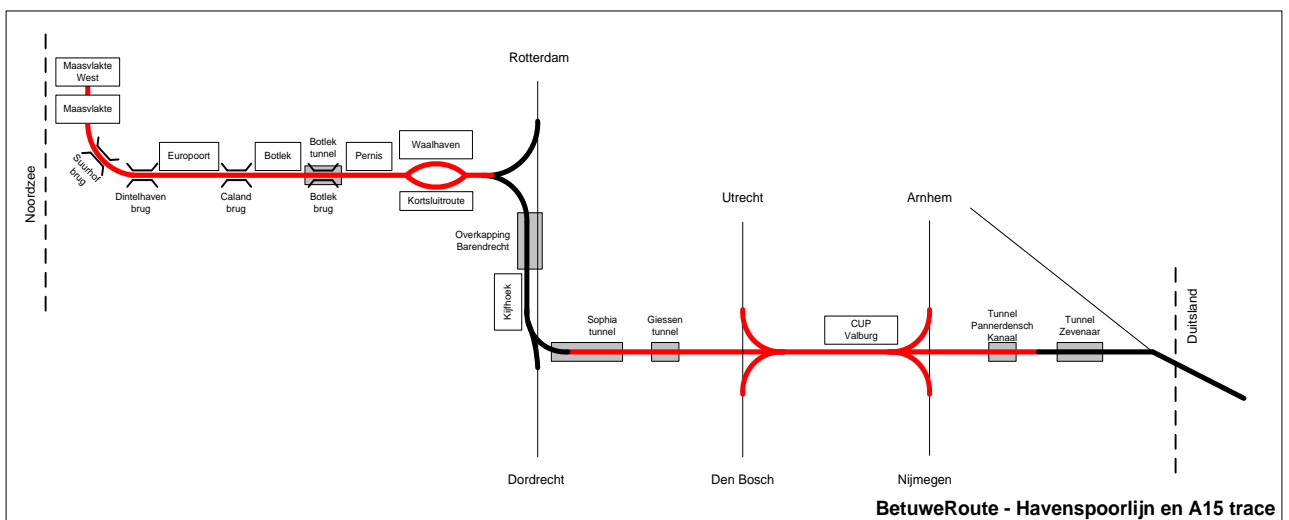 Rotterdam
Maasvlakte
West
Maasvlakte
Suurhof
brug
Noordzee
Dintelhaven
brug
Europoort
Caland
brug
Botlek
Botlek
tunnel
Botlek
brug
Pernis
Waalhaven
Kortsluitroute
Overkapping
Barendrecht
Kijfhoek
Sophia
tunnel
Giessen
tunnel
Utrecht
Arnhem
CUP
Valburg
Tunnel
Pannerdensch
Kanaal
Tunnel
Zevenaar
Duitsland
Dordrecht
Den Bosch
Nijmegen
BetuweRoute - Havenspoorlijn en A15 trace